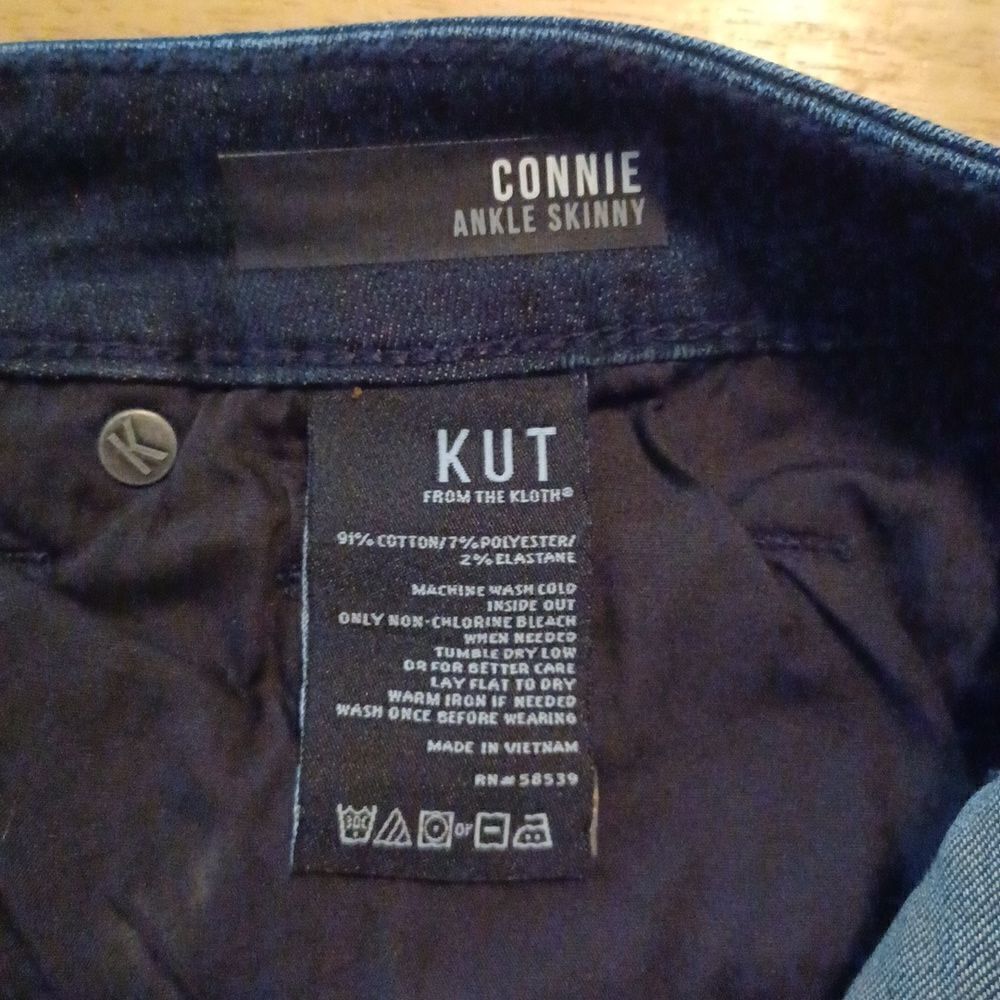 CONNIE
ANKLE SKINNY
K
KUT
FROM THE KLOTH®
91% COTTON/7% POLYESTER/
2% ELASTANE
MACHINE WASH COLD
INSIDE OUT
ONLY NON-CHLORINE BLEACH
WHEN NEEDED
TUMBLE DRY LOW
OR FOR BETTER CARE
LAY FLAT TO DRY
WARM IRON IF NEEDED
WASH ONCE BEFORE WEARING
MADE IN VIETNAM
RN# 58539
30C OR